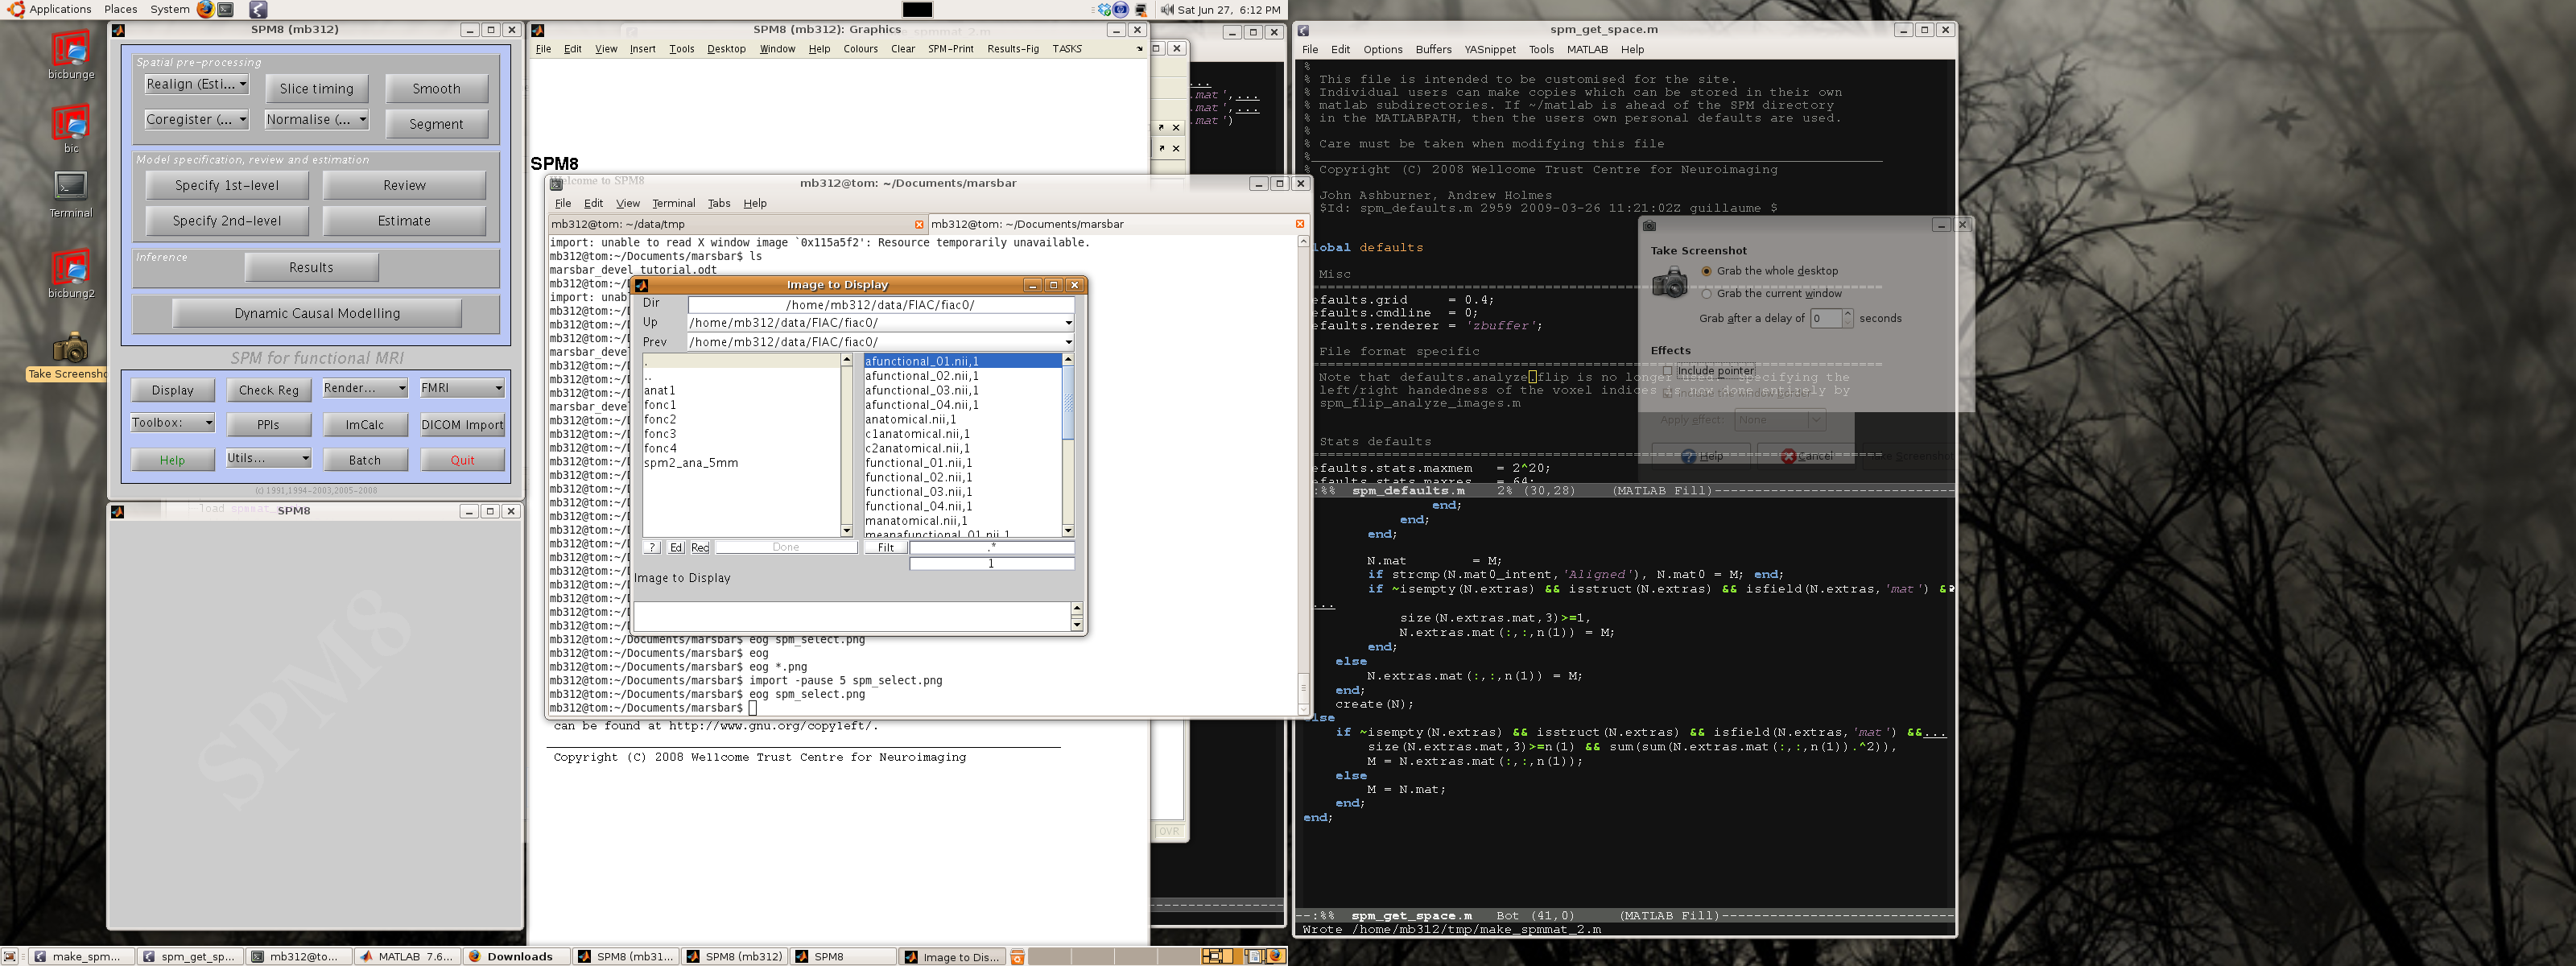 Applications Places System
Sat Jun 27, 6:12 PM
bicbunge
bic
Terminal
bicbung2
Take Screensho
SPM8 (mb312)
Spatial pre-processing
Realign (Esti...
Slice timing
Smooth
Coregister (...
Normalise (...
Segment
Model specification, review and estimation
Specify 1st-level
Review
Specify 2nd-level
Estimate
Inference
Results
Dynamic Causal Modelling
SPM for functional MRI
Display
Check Reg
Render...
FMRI
Toolbox:
PPIs
ImCalc
DICOM Import
Help
Utils...
Batch
Quit
(c) 1991,1994-2003,2005-2008
SPM8
SPM8
SPM8 (mb312): Graphics
File Edit View Insert Tools Desktop Window Help Colours Clear SPM-Print Results-Fig TASKS
SPM8
Welcome to SPM8
mb312@tom: ~/Documents/marsbar
File Edit View Terminal Tabs Help
mb312@tom: ~/data/tmp
mb312@tom: ~/Documents/marsbar
import: unable to read X window image `0x115a5f2': Resource temporarily unavailable.
mb312@tom:~/Documents/marsbar$ ls
marsbar_devel_tutorial.odt
Image to Display
Dir /home/mb312/data/FIAC/fiac0/
Up /home/mb312/data/FIAC/fiac0/
Prev /home/mb312/data/FIAC/fiac0/
.
..
anat1
fonc1
fonc2
fonc3
fonc4
spm2_ana_5mm
afunctional_01.nii,1
afunctional_02.nii,1
afunctional_03.nii,1
afunctional_04.nii,1
anatomical.nii,1
c1anatomical.nii,1
c2anatomical.nii,1
functional_01.nii,1
functional_02.nii,1
functional_03.nii,1
functional_04.nii,1
manatomical.nii,1
meanafunctional_01.nii,1
? Ed Rec Done
Filt .*
1
Image to Display
mb312@tom:~/Documents/marsbar$ eog spm_select.png
mb312@tom:~/Documents/marsbar$ eog
mb312@tom:~/Documents/marsbar$ eog *.png
mb312@tom:~/Documents/marsbar$ import -pause 5 spm_select.png
mb312@tom:~/Documents/marsbar$ eog spm_select.png
mb312@tom:~/Documents/marsbar$
can be found at http://www.gnu.org/copyleft/.
Copyright (C) 2008 Wellcome Trust Centre for Neuroimaging
...
.mat',...
.mat',...
.mat')
OVR
spm_get_space.m
File Edit Options Buffers YASnippet Tools MATLAB Help
%
% This file is intended to be customised for the site.
% Individual users can make copies which can be stored in their own
% matlab subdirectories. If ~/matlab is ahead of the SPM directory
% in the MATLABPATH, then the users own personal defaults are used.
%
% Care must be taken when modifying this file
%
% Copyright (C) 2008 Wellcome Trust Centre for Neuroimaging
John Ashburner, Andrew Holmes
$Id: spm_defaults.m 2959 2009-03-26 11:21:02Z guillaume $
lobal defaults
Misc
efaults.grid = 0.4;
efaults.cmdline = 0;
efaults.renderer = 'zbuffer';
File format specific
Note that defaults.analyze.flip is no longer used. Specifying the
left/right handedness of the voxel indices is now done entirely by
spm_flip_analyze_images.m
Stats defaults
efaults.stats.maxmem = 2^20;
efaults.stats.maxres = 64;
-:%% spm_defaults.m 2% (30,28) (MATLAB Fill)
Take Screenshot
Grab the whole desktop
Grab the current window
Grab after a delay of 0 seconds
Effects
Include pointer
Include the window border
Apply effect: None
Help
Cancel
end;
end;
end;
N.mat = M;
if strcmp(N.mat0_intent,'Aligned'), N.mat0 = M; end;
if ~isempty(N.extras) && isstruct(N.extras) && isfield(N.extras,'mat') &
...
size(N.extras.mat,3)>=1,
N.extras.mat(:,:,n(1)) = M;
end;
else
N.extras.mat(:,:,n(1)) = M;
end;
create(N);
else
if ~isempty(N.extras) && isstruct(N.extras) && isfield(N.extras,'mat') &&...
size(N.extras.mat,3)>=n(1) && sum(sum(N.extras.mat(:,:,n(1)).^2)),
M = N.extras.mat(:,:,n(1));
else
M = N.mat;
end;
end;
--:%% spm_get_space.m Bot (41,0) (MATLAB Fill)
Wrote /home/mb312/tmp/make_spmmat_2.m
make_spm...
spm_get_sp...
mb312@to...
MATLAB 7.6...
Downloads
SPM8 (mb31...
SPM8 (mb312)
SPM8
Image to Dis...